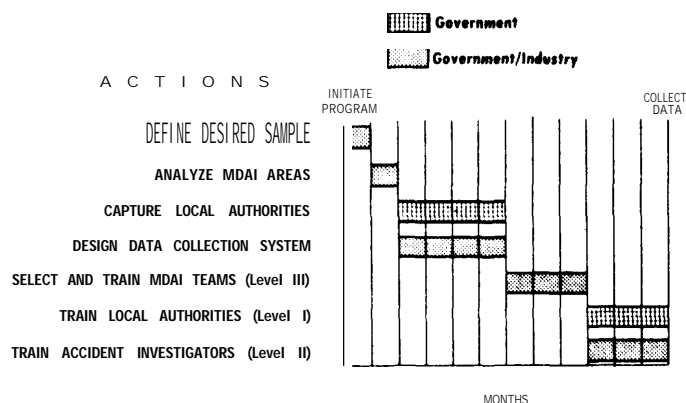 Government
Government/Industry
ACTIONS
INITIATE
PROGRAM
COLLECT
DATA
DEFINE DESIRED SAMPLE
ANALYZE MDAI AREAS
CAPTURE LOCAL AUTHORITIES
DESIGN DATA COLLECTION SYSTEM
SELECT AND TRAIN MDAI TEAMS (Level III)
TRAIN LOCAL AUTHORITIES (Level I)
TRAIN ACCIDENT INVESTIGATORS (Level II)
MONTHS